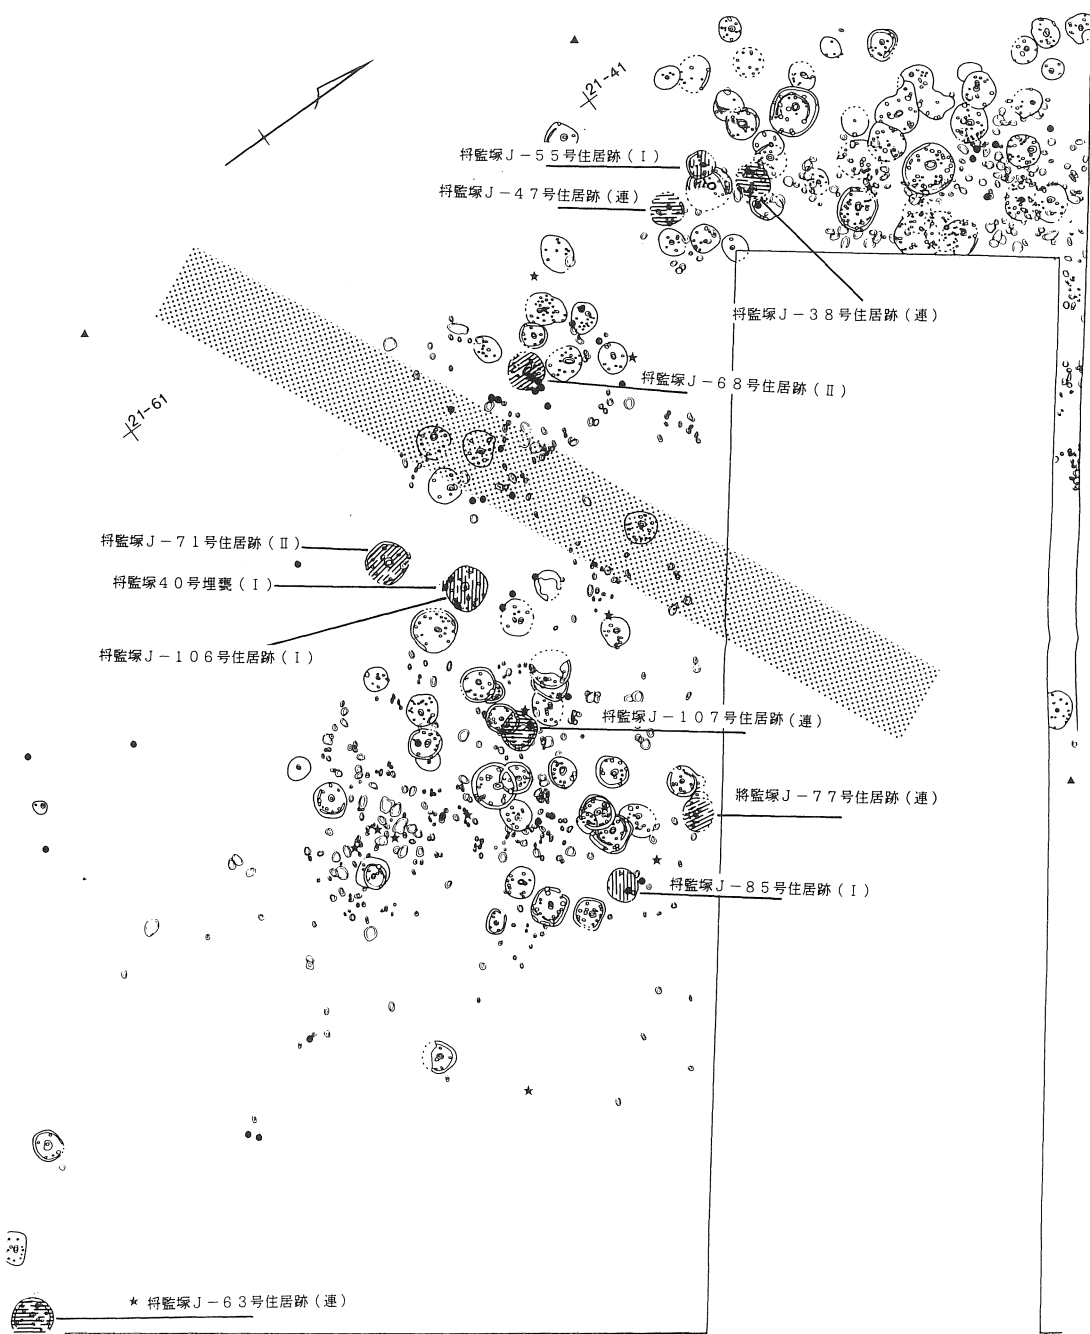 21-41
将監塚J-55号住居跡(I)
将監塚J-47号住居跡(連)
将監塚J-38号住居跡(連)
将監塚J-68号住居跡(II)
21-61
将監塚J-71号住居跡(II)
将監塚40号埋甕(I)
将監塚J-106号住居跡(I)
将監塚J-107号住居跡(連)
將監塚J-77号住居跡(連)
将監塚J-85号住居跡(I)
★ 将監塚J-63号住居跡(連)